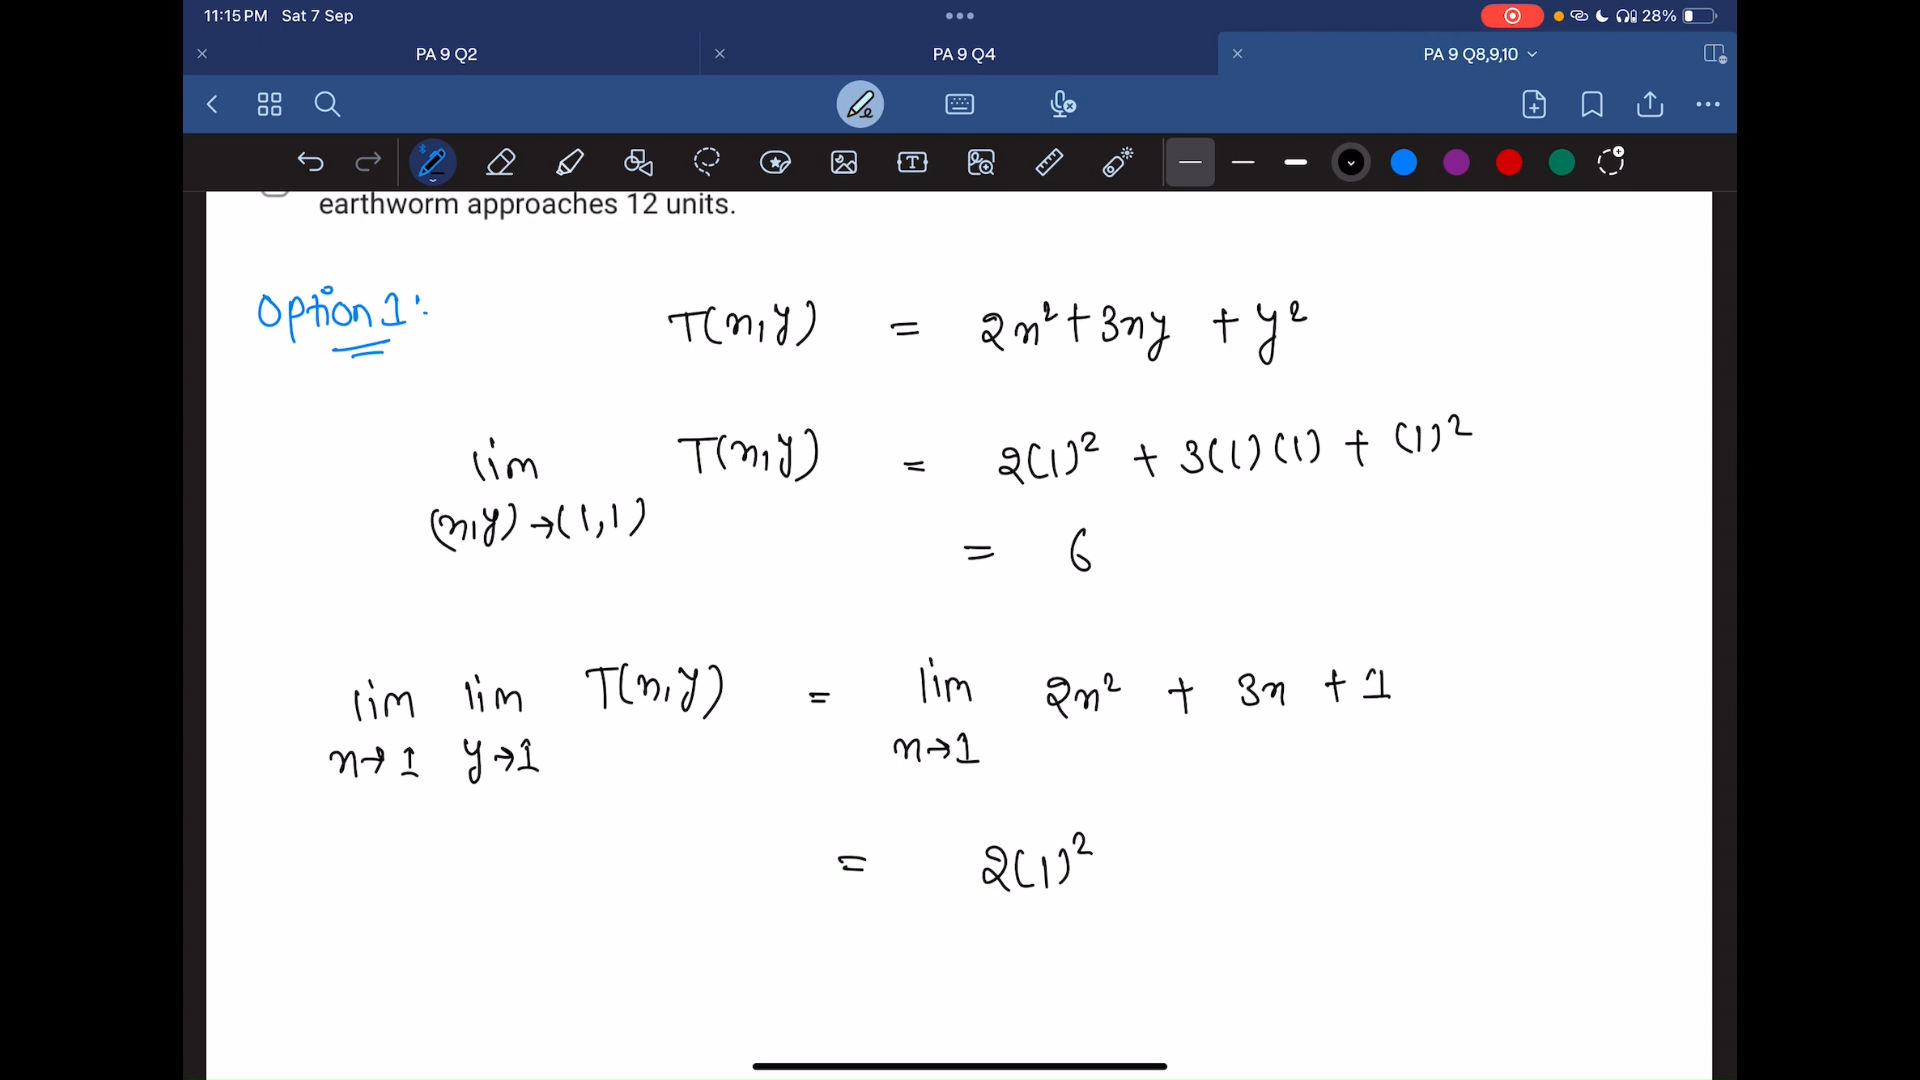 11:15 PM Sat 7 Sep 28%
PA 9 Q2 PA 9 Q4 PA 9 Q8,9,10
earthworm approaches 12 units.
Option 1:
T(x,y) = 2x² + 3xy + y²
lim T(x,y) = 2(1)² + 3(1)(1) + (1)²
(x,y)→(1,1)
= 6
lim lim T(x,y) = lim 2x² + 3x + 1
x→1 y→1 x→1
= 2(1)²